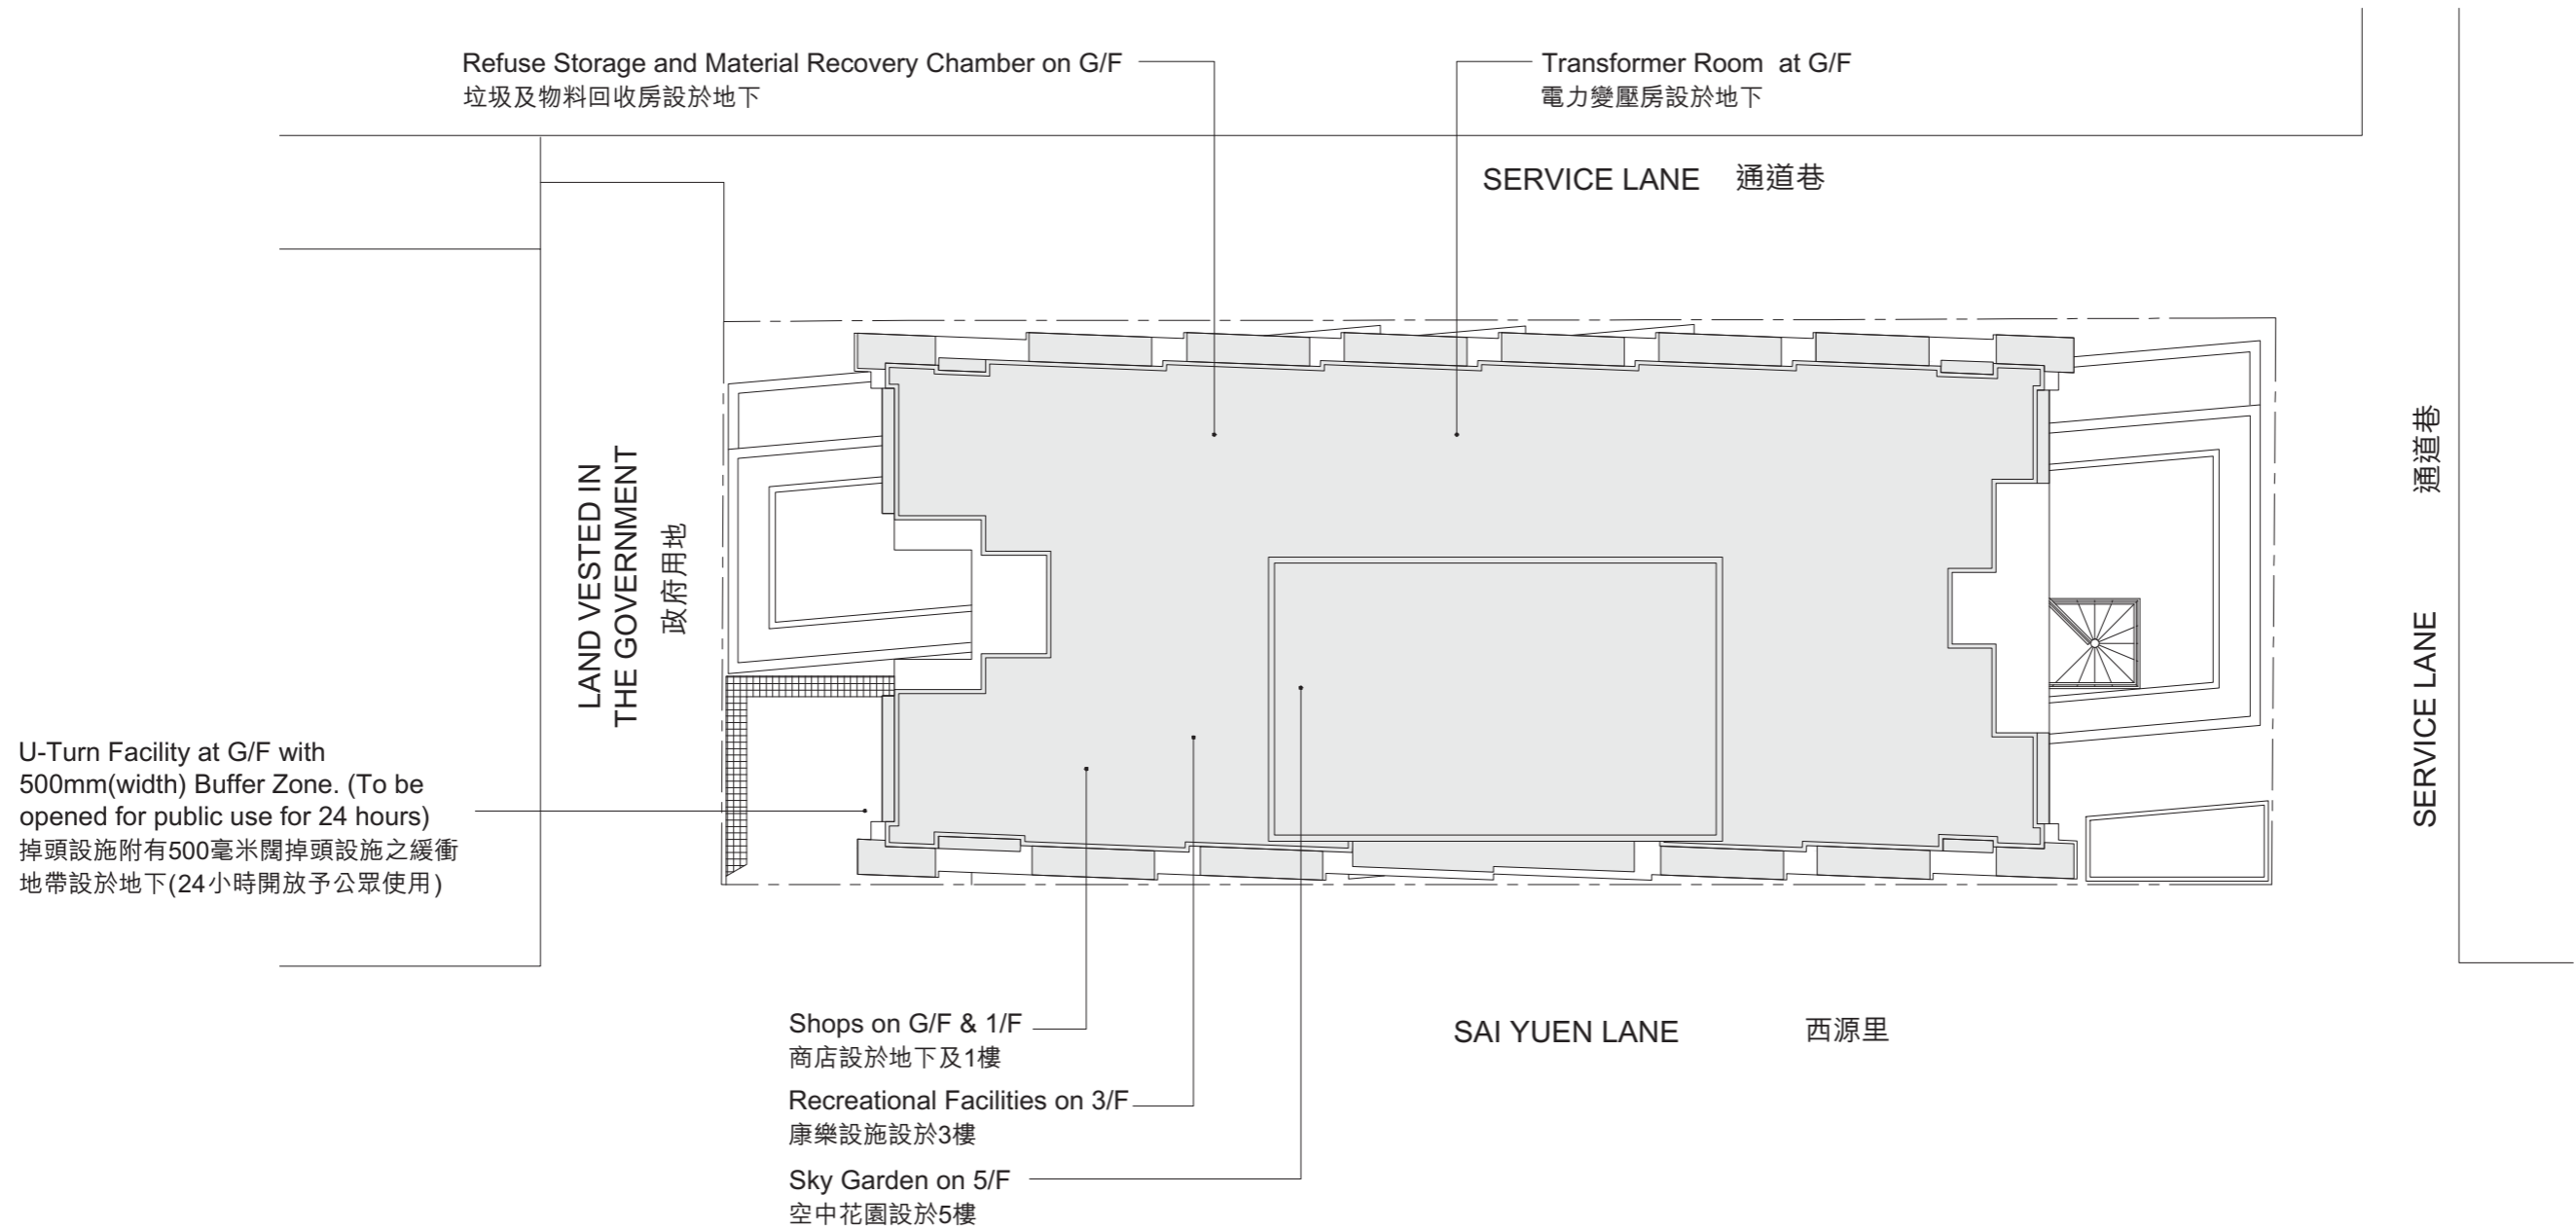 Refuse Storage and Material Recovery Chamber on G/F
垃圾及物料回收房設於地下
Transformer Room at G/F
電力變壓房設於地下
SERVICE LANE 通道巷
LAND VESTED IN
THE GOVERNMENT
政府用地
通道巷
SERVICE LANE
U-Turn Facility at G/F with
500mm(width) Buffer Zone. (To be
opened for public use for 24 hours)
掉頭設施附有500毫米闊掉頭設施之緩衝
地帶設於地下(24小時開放予公眾使用)
Shops on G/F & 1/F
商店設於地下及1樓
SAI YUEN LANE 西源里
Recreational Facilities on 3/F
康樂設施設於3樓
Sky Garden on 5/F
空中花園設於5樓